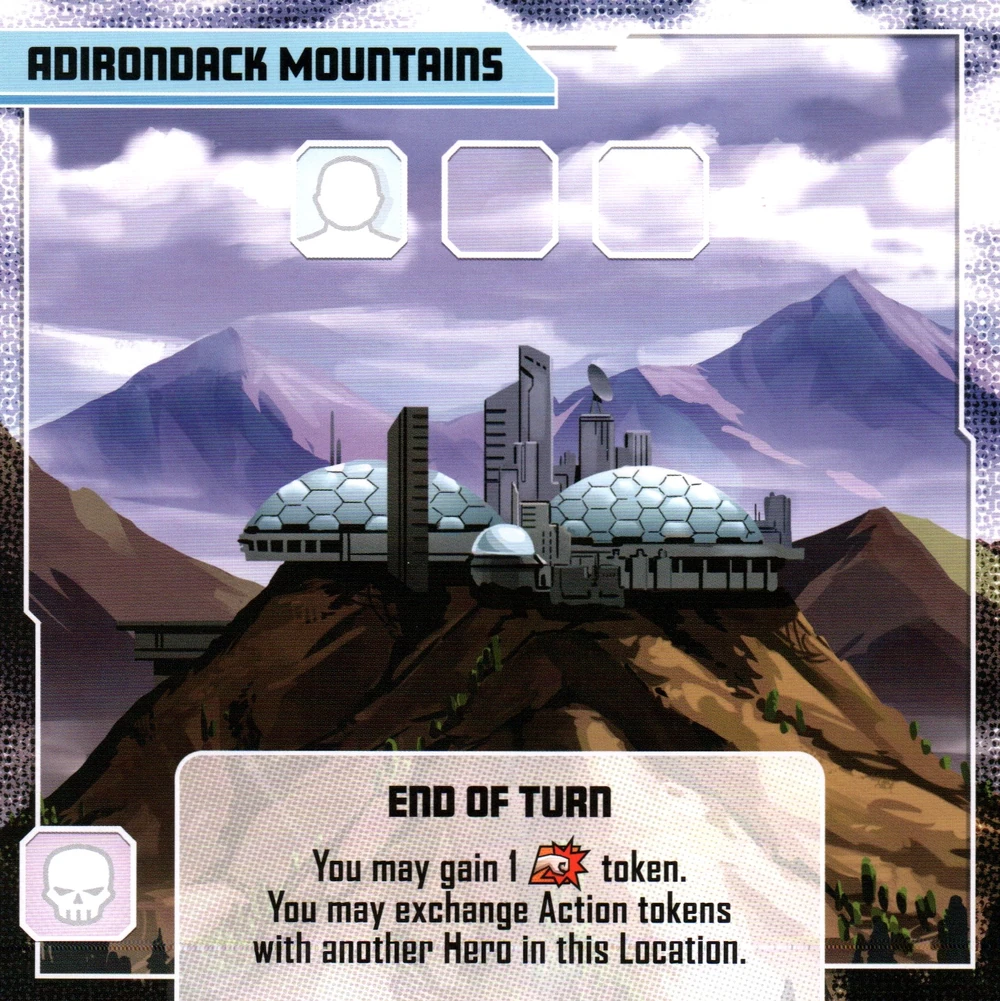 ADIRONDACK MOUNTAINS
END OF TURN
You may gain 1 token.
You may exchange Action tokens
with another Hero in this Location.